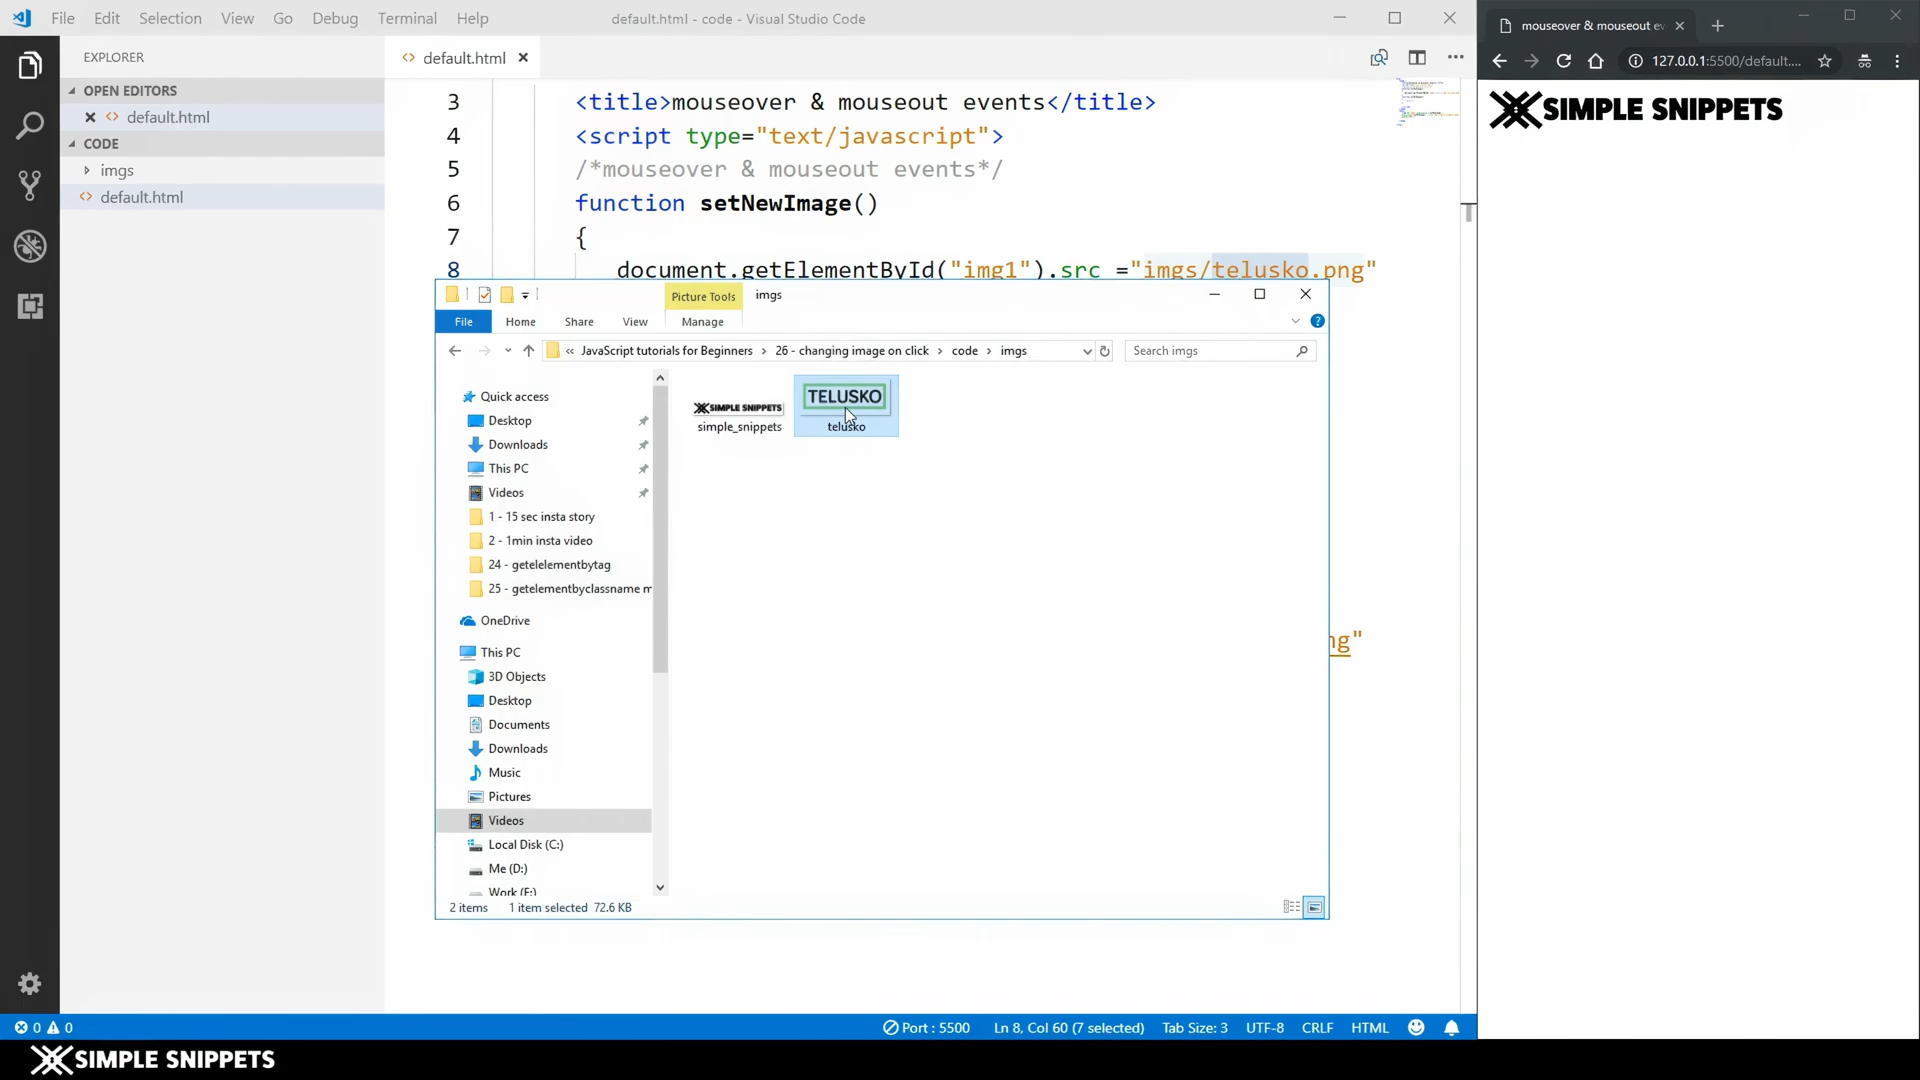 File Edit Selection View Go Debug Terminal Help
default.html - code - Visual Studio Code
EXPLORER
OPEN EDITORS
default.html
CODE
imgs
default.html
default.html
3 <title>mouseover & mouseout events</title>
4 <script type="text/javascript">
5 /*mouseover & mouseout events*/
6 function setNewImage()
7 {
8 document.getElementById("img1").src ="imgs/telusko.png"
ng"
Picture Tools imgs
File Home Share View Manage
« JavaScript tutorials for Beginners › 26 - changing image on click › code › imgs
Search imgs
Quick access
Desktop
Downloads
This PC
Videos
1 - 15 sec insta story
2 - 1min insta video
24 - getelelementbytag
25 - getelementbyclassname m
OneDrive
This PC
3D Objects
Desktop
Documents
Downloads
Music
Pictures
Videos
Local Disk (C:)
Me (D:)
Work (E:)
SIMPLE SNIPPETS
simple_snippets
TELUSKO
telusko
2 items 1 item selected 72.6 KB
0 0
Port : 5500 Ln 8, Col 60 (7 selected) Tab Size: 3 UTF-8 CRLF HTML
mouseover & mouseout ev
127.0.0.1:5500/default....
SIMPLE SNIPPETS
SIMPLE SNIPPETS